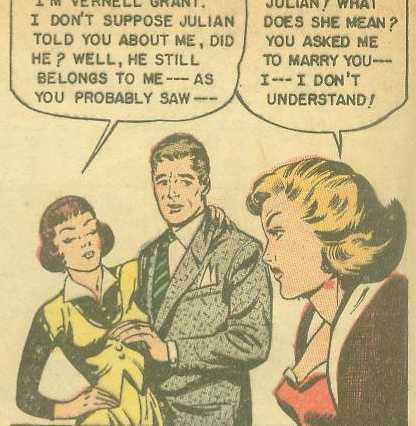 I'M VERNELL GRANT.
I DON'T SUPPOSE JULIAN
TOLD YOU ABOUT ME, DID
HE? WELL, HE STILL
BELONGS TO ME--- AS
YOU PROBABLY SAW---
JULIAN! WHAT
DOES SHE MEAN?
YOU ASKED ME
TO MARRY YOU---
I--- I DON'T
UNDERSTAND!